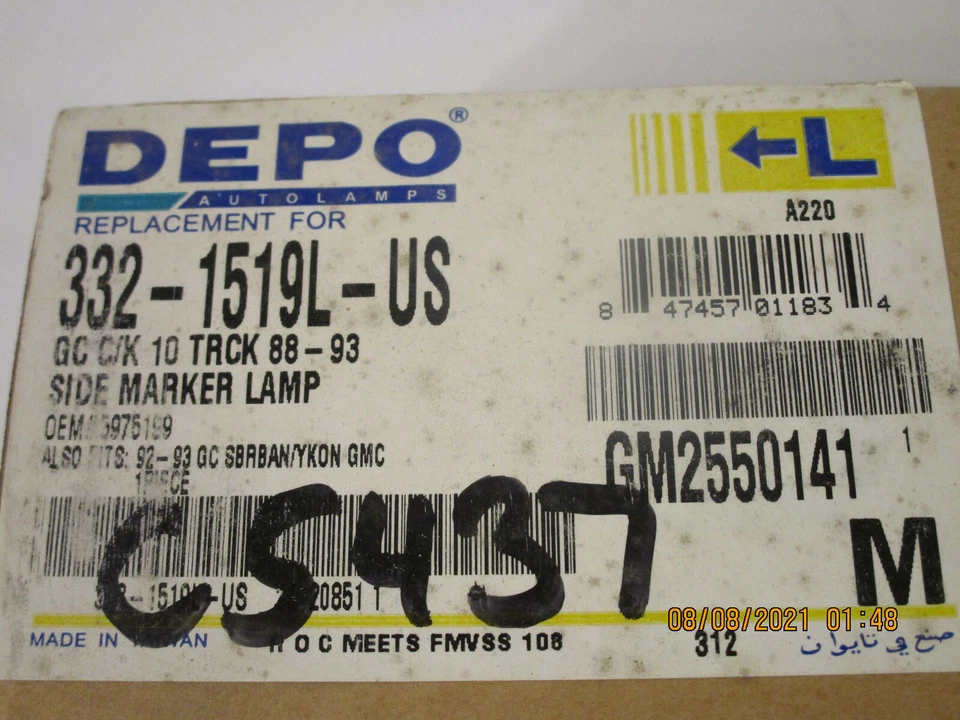 DEPO®
AUTOLAMPS
REPLACEMENT FOR
332-1519L-US
GC C/K 10 TRCK 88-93
SIDE MARKER LAMP
ALSO FITS: 92-93 GC SBRBAN/YKON GMC
1PIECE
L
A220
8 47457 01183 4
GM2550141 1
M
C5437
MADE IN TAIWAN
MEETS FMVSS 108
312
صنع في تايوان
08/08/2021 01:48